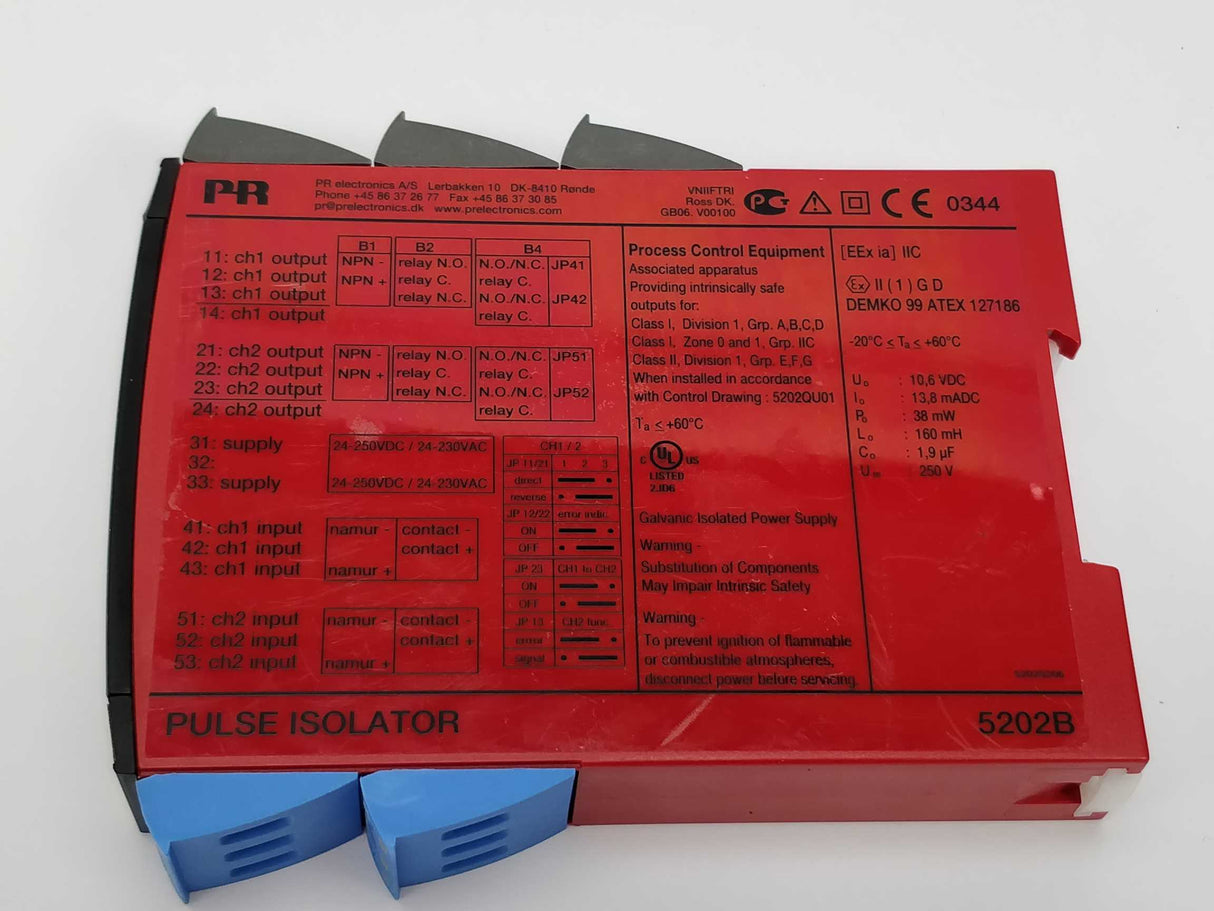 PR
PR electronics A/S Lerbakken 10 DK-8410 Rønde
Phone +45 86 37 26 77 Fax +45 86 37 30 85
pr@prelectronics.dk www.prelectronics.com
VNIIFTRI
Ross DK.
GB06. V00100
CE 0344
B1 B2 B4
11: ch1 output NPN - relay N.O. N.O./N.C. JP41
12: ch1 output NPN + relay C. relay C.
13: ch1 output relay N.C. N.O./N.C. JP42
14: ch1 output relay C.
21: ch2 output NPN - relay N.O. N.O./N.C. JP51
22: ch2 output NPN + relay C. relay C.
23: ch2 output relay N.C. N.O./N.C. JP52
24: ch2 output relay C.
31: supply 24-250VDC / 24-230VAC
32:
33: supply 24-250VDC / 24-230VAC
41: ch1 input namur - contact -
42: ch1 input contact +
43: ch1 input namur +
51: ch2 input namur - contact -
52: ch2 input contact +
53: ch2 input namur +
CH1 / 2
JP 11/21 1 2 3
direct
reverse
JP 12/22 error indic.
ON
OFF
JP 23 CH1 to CH2
ON
OFF
JP 13 CH2 func.
error
signal
Process Control Equipment
Associated apparatus
Providing intrinsically safe
outputs for:
Class I, Division 1, Grp. A,B,C,D
Class I, Zone 0 and 1, Grp. IIC
Class II, Division 1, Grp. E,F,G
When installed in accordance
with Control Drawing : 5202QU01
Ta ≤ +60°C
c UL us
LISTED
2JD6
Galvanic Isolated Power Supply
Warning -
Substitution of Components
May Impair Intrinsic Safety
Warning -
To prevent ignition of flammable
or combustible atmospheres,
disconnect power before servicing.
[EEx ia] IIC
Ex II (1) G D
DEMKO 99 ATEX 127186
-20°C ≤ Ta ≤ +60°C
Uo : 10,6 VDC
Io : 13,8 mADC
Po : 38 mW
Lo : 160 mH
Co : 1,9 µF
Um : 250 V
PULSE ISOLATOR 5202B